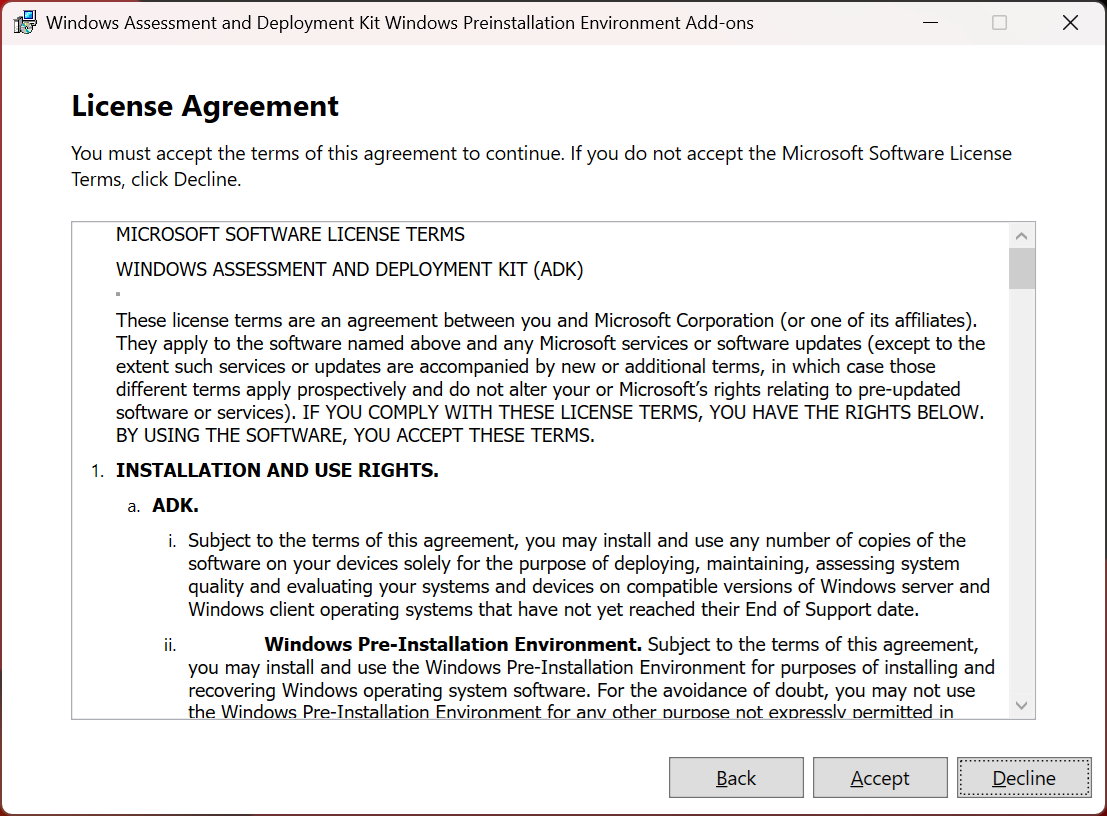 Windows Assessment and Deployment Kit Windows Preinstallation Environment Add-ons
License Agreement
You must accept the terms of this agreement to continue. If you do not accept the Microsoft Software License
Terms, click Decline.
MICROSOFT SOFTWARE LICENSE TERMS
WINDOWS ASSESSMENT AND DEPLOYMENT KIT (ADK)
These license terms are an agreement between you and Microsoft Corporation (or one of its affiliates).
They apply to the software named above and any Microsoft services or software updates (except to the
extent such services or updates are accompanied by new or additional terms, in which case those
different terms apply prospectively and do not alter your or Microsoft’s rights relating to pre-updated
software or services). IF YOU COMPLY WITH THESE LICENSE TERMS, YOU HAVE THE RIGHTS BELOW.
BY USING THE SOFTWARE, YOU ACCEPT THESE TERMS.
1. INSTALLATION AND USE RIGHTS.
a. ADK.
i. Subject to the terms of this agreement, you may install and use any number of copies of the
software on your devices solely for the purpose of deploying, maintaining, assessing system
quality and evaluating your systems and devices on compatible versions of Windows server and
Windows client operating systems that have not yet reached their End of Support date.
ii. Windows Pre-Installation Environment. Subject to the terms of this agreement,
you may install and use the Windows Pre-Installation Environment for purposes of installing and
recovering Windows operating system software. For the avoidance of doubt, you may not use
the Windows Pre-Installation Environment for any other purpose not expressly permitted in
Back Accept Decline